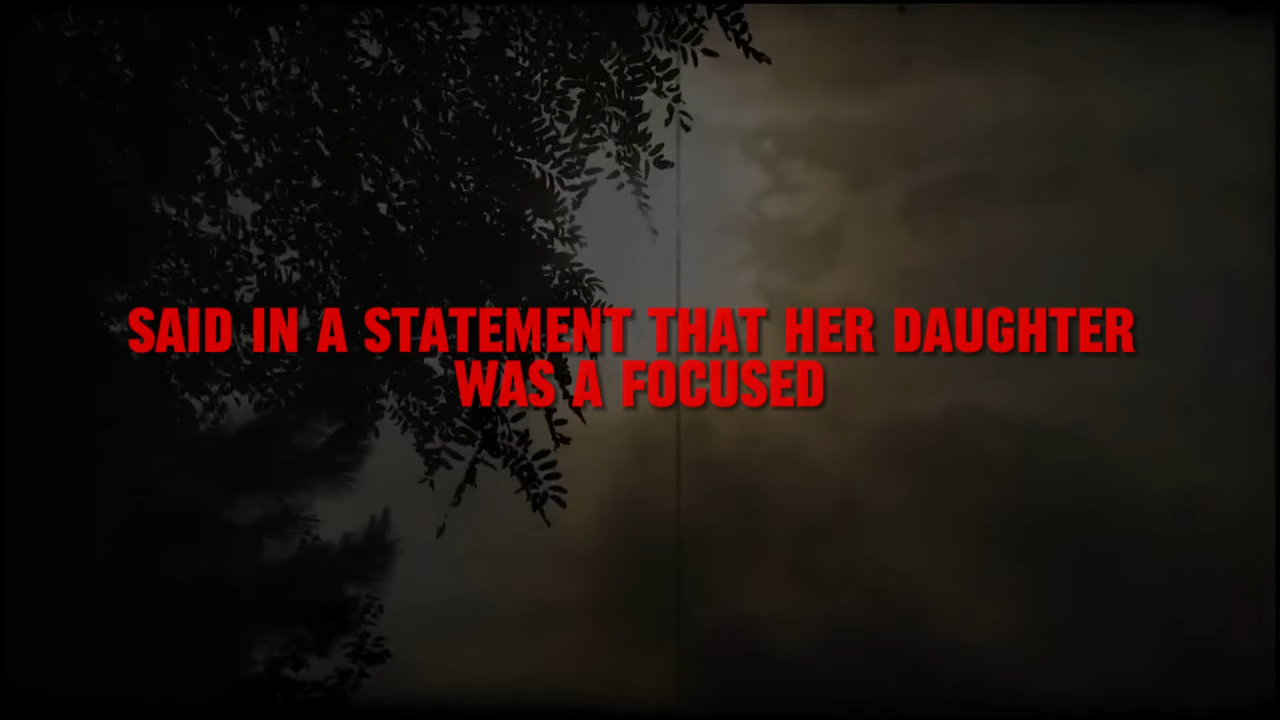 SAID IN A STATEMENT THAT HER DAUGHTER
WAS A FOCUSED